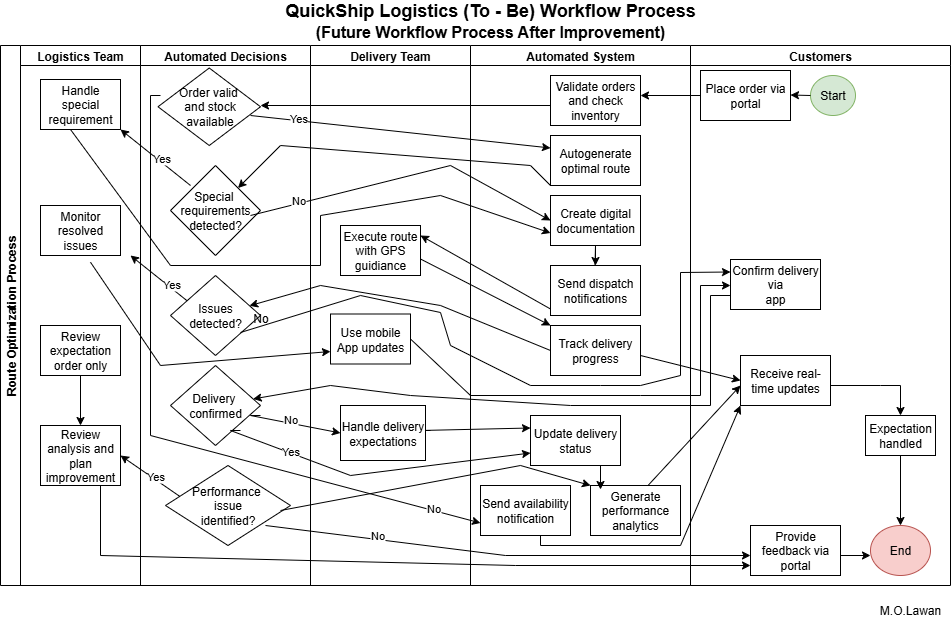 QuickShip Logistics (To - Be) Workflow Process
(Future Workflow Process After Improvement)
Logistics Team
Automated Decisions
Delivery Team
Automated System
Customers
Route Optimization Process
Handle
special
requirement
Order valid
and stock
available
Validate orders
and check
inventory
Place order via
portal
Start
Yes
Autogenerate
optimal route
Yes
Special
requirements
detected?
No
Create digital
documentation
Monitor
resolved
issues
Execute route
with GPS
guidiance
Send dispatch
notifications
Confirm delivery
via
app
Yes
Issues
detected?
No
Use mobile
App updates
Track delivery
progress
Review
expectation
order only
Receive real-
time updates
Delivery
confirmed
No
Handle delivery
expectations
Yes
Update delivery
status
Expectation
handled
Review
analysis and
plan
improvement
Yes
Performance
issue
identified?
No
No
Send availability
notification
Generate
performance
analytics
Provide
feedback via
portal
End
M.O.Lawan